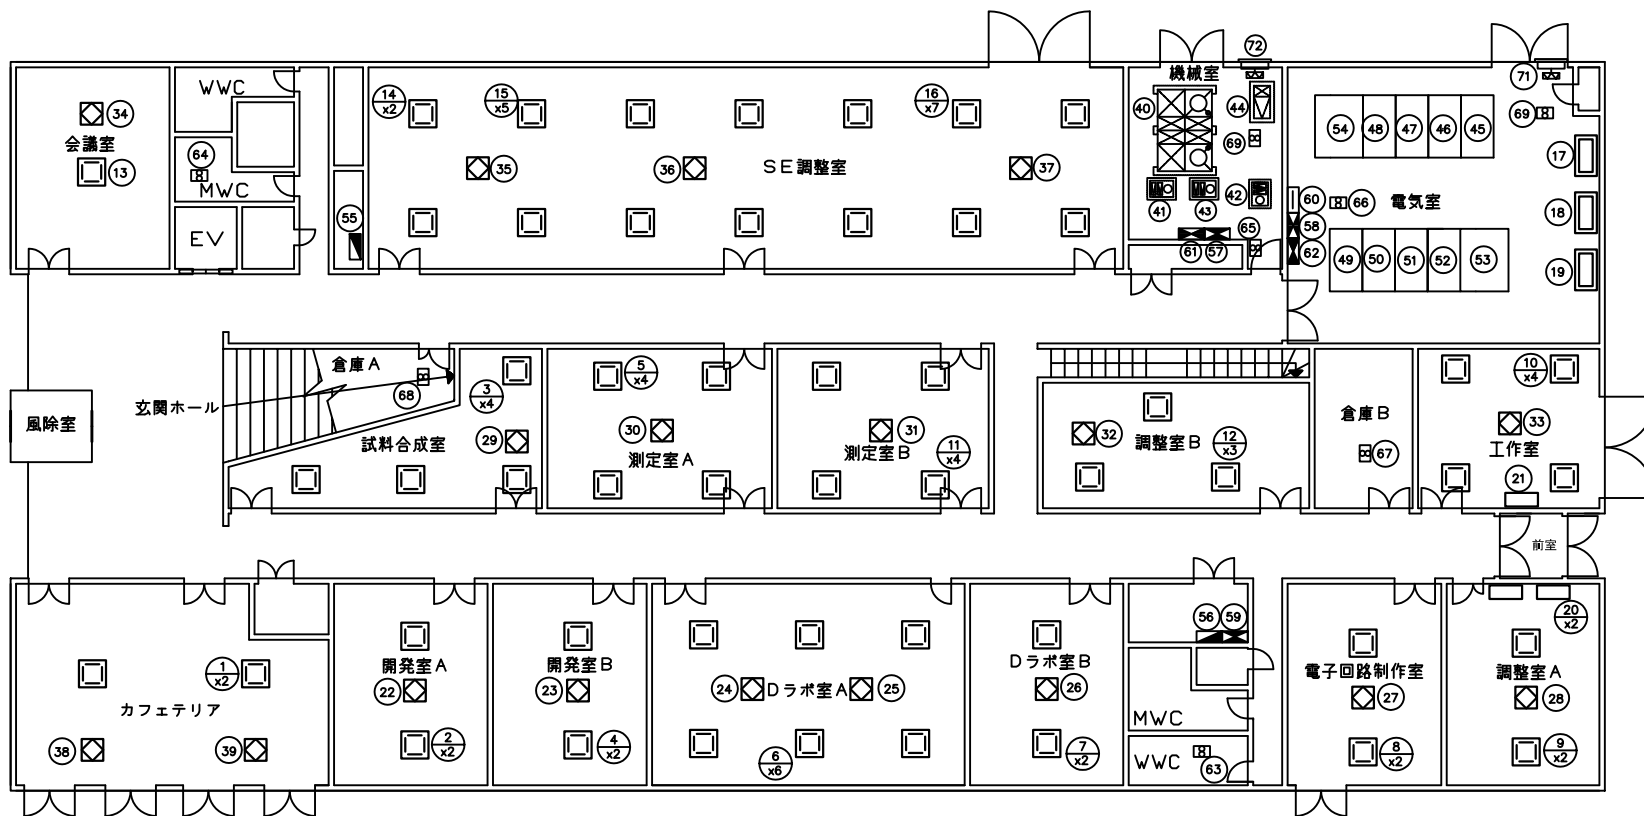 72
71
機械室
WWC
34
会議室
13
64
MWC
EV
55
14
x2
15
x5
16
x7
35
36
37
SE調整室
40
44
69
41
43
42
65
61
57
54
48
47
46
45
69
17
60
66
電気室
18
58
62
49
50
51
52
53
19
倉庫A
68
玄関ホール
風除室
3
x4
29
試料合成室
5
x4
30
測定室A
31
測定室B
11
x4
32
調整室B
12
x3
倉庫B
67
10
x4
33
工作室
21
前室
1
x2
カフェテリア
38
39
開発室A
22
2
x2
開発室B
23
4
x2
24
Dラボ室A
25
6
x6
Dラボ室B
26
7
x2
56
59
MWC
WWC
63
電子回路制作室
27
8
x2
20
x2
調整室A
28
9
x2